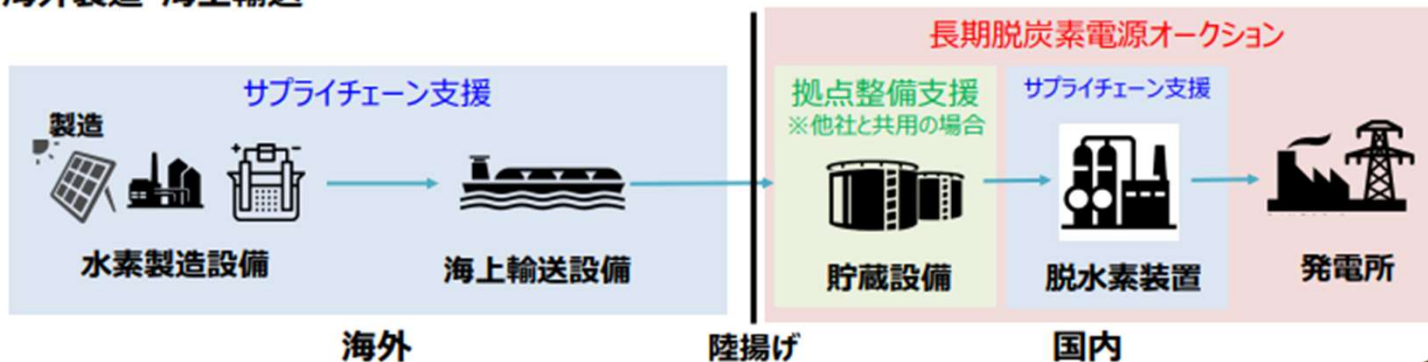 海外製造・海上輸送
長期脱炭素電源オークション
サプライチェーン支援
製造
水素製造設備
海上輸送設備
拠点整備支援
※他社と共用の場合
貯蔵設備
サプライチェーン支援
脱水素装置
発電所
海外
陸揚げ
国内